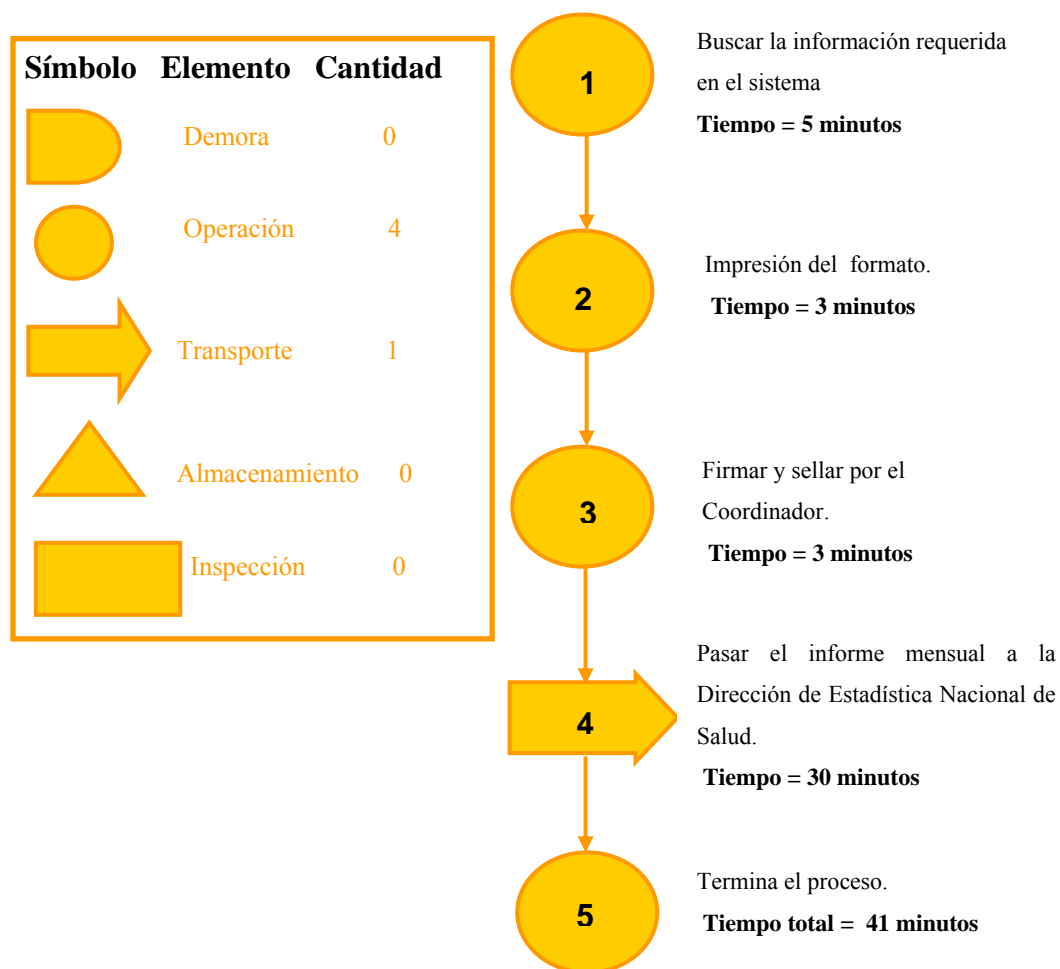 Símbolo Elemento Cantidad
Demora 0
Operación 4
Transporte 1
Almacenamiento 0
Inspección 0
1
Buscar la información requerida
en el sistema
Tiempo = 5 minutos
2
Impresión del formato.
Tiempo = 3 minutos
3
Firmar y sellar por el
Coordinador.
Tiempo = 3 minutos
4
Pasar el informe mensual a la
Dirección de Estadística Nacional de
Salud.
Tiempo = 30 minutos
5
Termina el proceso.
Tiempo total = 41 minutos